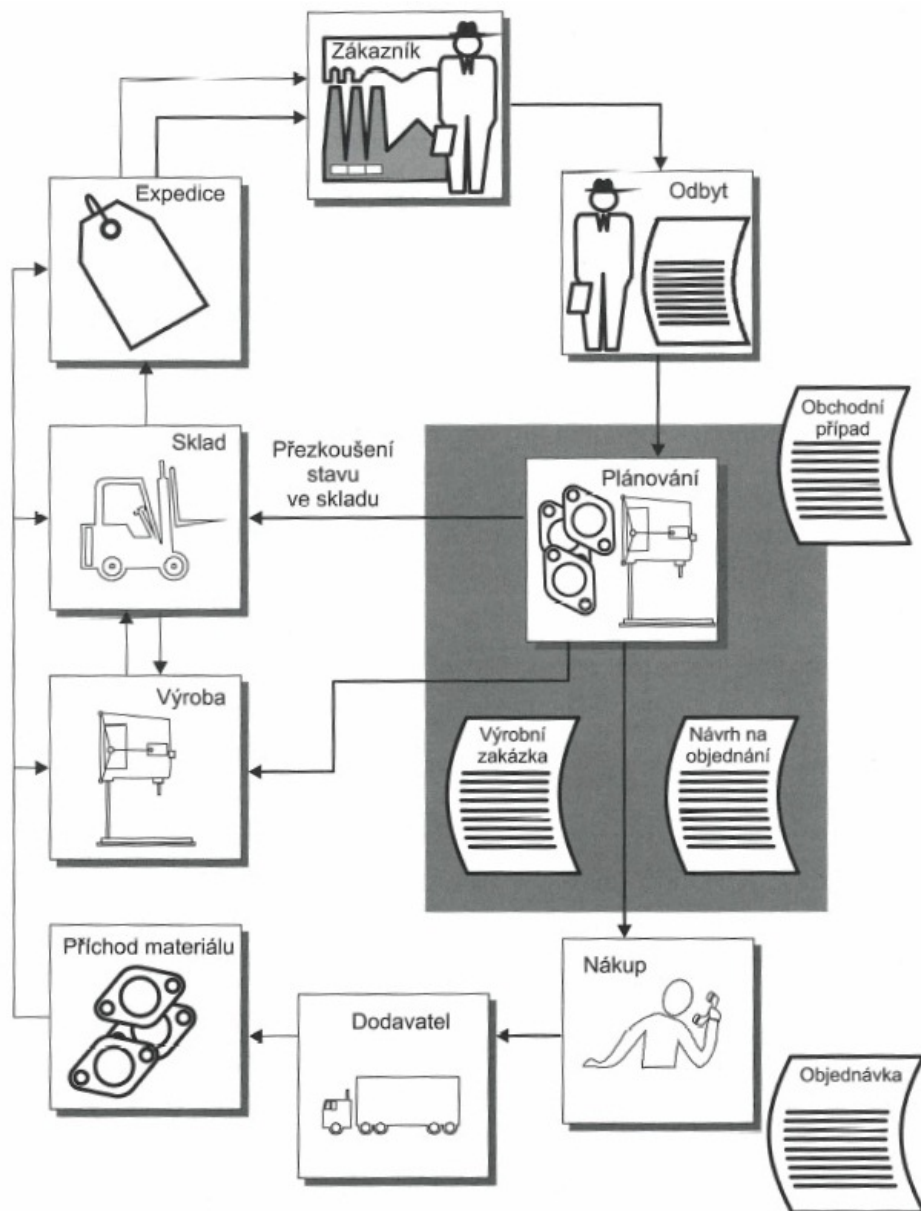 Zákazník
Expedice
Odbyt
Obchodní
případ
Sklad
Přezkoušení
stavu
ve skladu
Plánování
Výroba
Výrobní
zakázka
Návrh na
objednání
Příchod materiálu
Nákup
Dodavatel
Objednávka